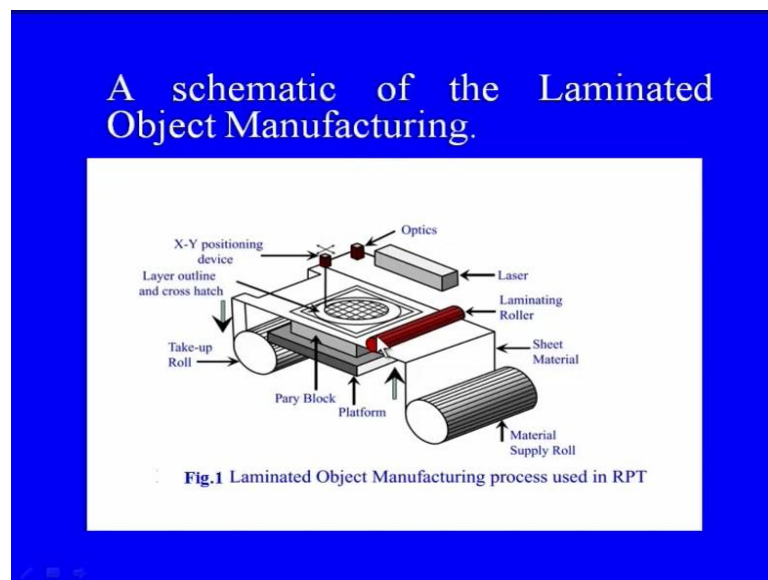 A schematic of the Laminated
Object Manufacturing.
Optics
X-Y positioning
device
Layer outline
and cross hatch
Laser
Laminating
Roller
Take-up
Roll
Sheet
Material
Pary Block
Platform
Material
Supply Roll
Fig.1 Laminated Object Manufacturing process used in RPT